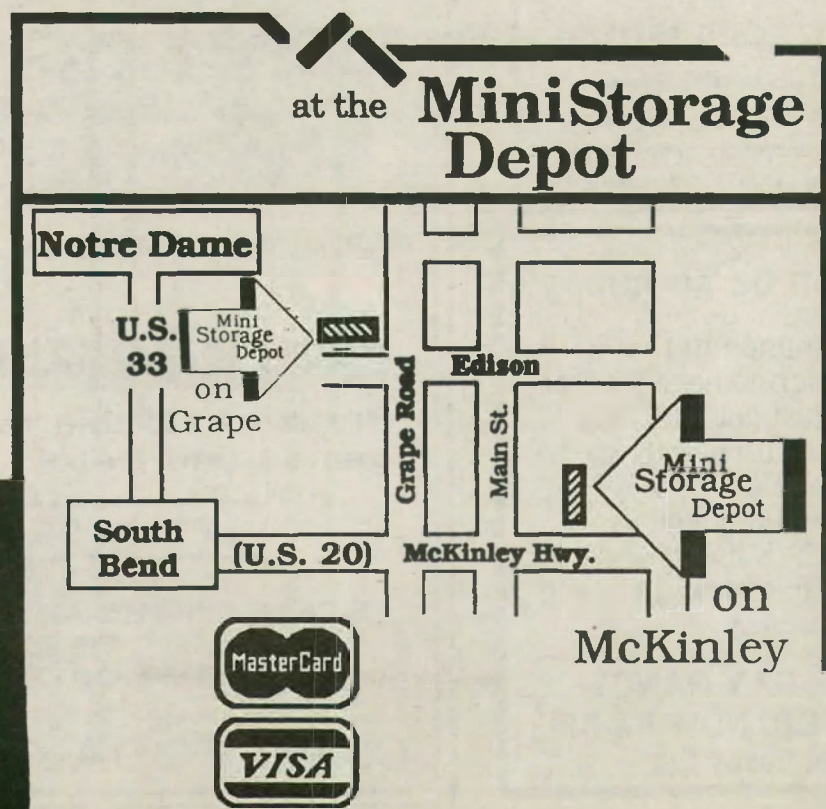 at the MiniStorage
Depot
Notre Dame
U.S.
33
Mini
Storage
Depot
on
Grape
Edison
Grape Road
Main St.
Mini
Storage
Depot
South
Bend
(U.S. 20)
McKinley Hwy.
on
McKinley
MasterCard
VISA